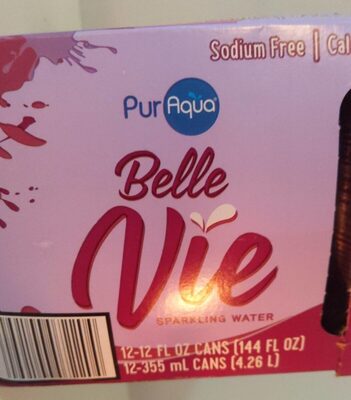 Sodium Free | Cal
PurAqua
Belle
Vie
SPARKLING WATER
12-12 FL OZ CANS (144 FL OZ)
12-355 mL CANS (4.26 L)